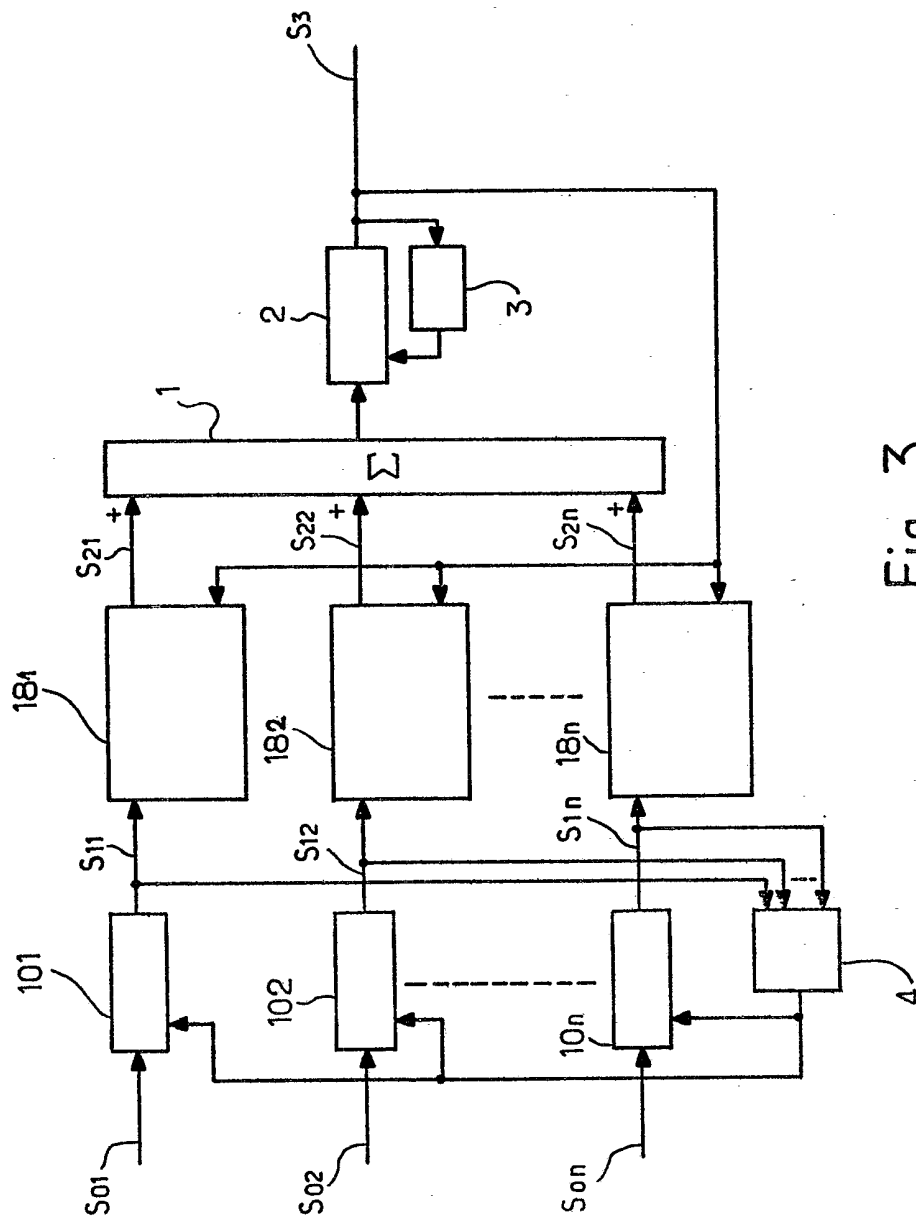 S01
101
S11
181
S21
+
1
S02
102
S12
182
S22
+
Σ
2
3
S3
S0n
10n
S1n
18n
S2n
+
4
Fig. 3